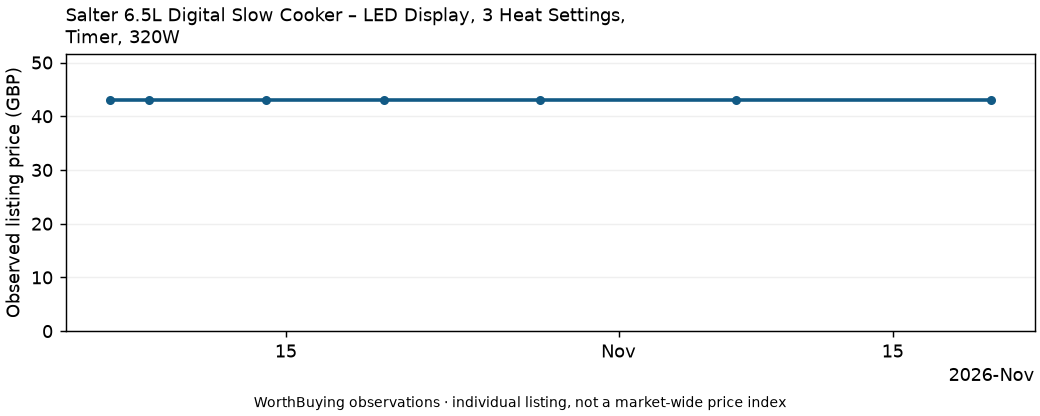 Salter 6.5L Digital Slow Cooker – LED Display, 3 Heat Settings,
Timer, 320W
Observed listing price (GBP)
50
40
30
20
10
0
15
Nov
15
2026-Nov
WorthBuying observations · individual listing, not a market-wide price index